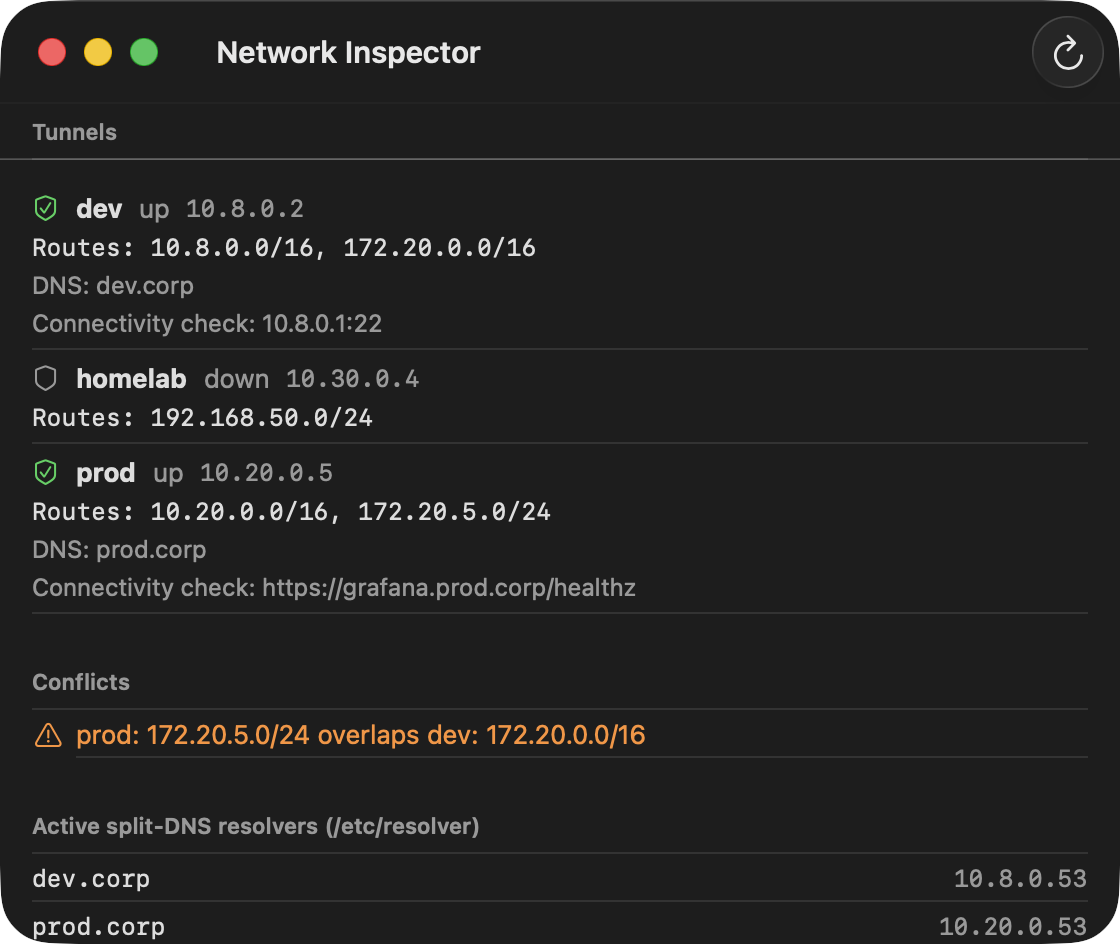 Network Inspector
Tunnels
dev up 10.8.0.2
Routes: 10.8.0.0/16, 172.20.0.0/16
DNS: dev.corp
Connectivity check: 10.8.0.1:22
homelab down 10.30.0.4
Routes: 192.168.50.0/24
prod up 10.20.0.5
Routes: 10.20.0.0/16, 172.20.5.0/24
DNS: prod.corp
Connectivity check: https://grafana.prod.corp/healthz
Conflicts
prod: 172.20.5.0/24 overlaps dev: 172.20.0.0/16
Active split-DNS resolvers (/etc/resolver)
dev.corp 10.8.0.53
prod.corp 10.20.0.53